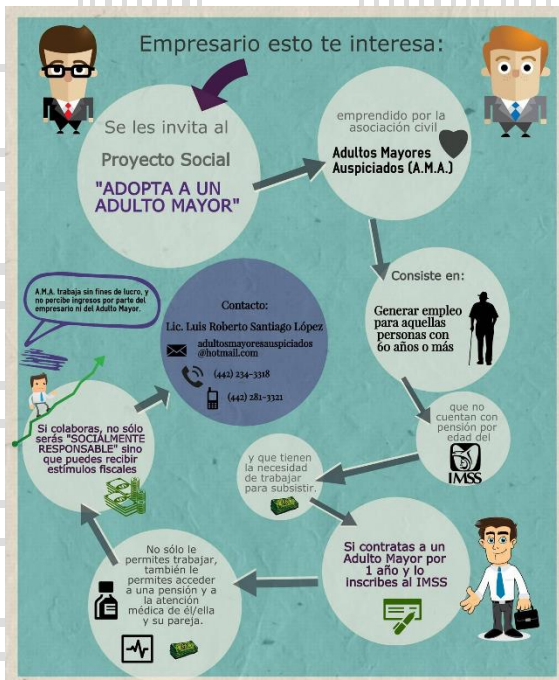 Empresario esto te interesa:
Se les invita al
Proyecto Social
"ADOPTA A UN
ADULTO MAYOR"
emprendido por la
asociación civil
Adultos Mayores
Auspiciados (A.M.A.)
Consiste en:
Generar empleo
para aquellas
personas con
60 años o más
que no
cuentan con
pensión por
edad del
IMSS
y que tienen
la necesidad
de trabajar
para subsistir.
Si contratas a un
Adulto Mayor por
1 año y lo
inscribes al IMSS
No sólo le
permites trabajar,
también le
permites acceder
a una pensión y a
la atención
médica de él/ella
y su pareja.
Si colaboras, no sólo
serás "SOCIALMENTE
RESPONSABLE" sino
que puedes recibir
estímulos fiscales
A.M.A. trabaja sin fines de lucro, y
no percibe ingresos por parte del
empresario ni del Adulto Mayor.
Contacto:
Lic. Luis Roberto Santiago López
adultosmayoresauspiciados
@hotmail.com
(442) 234-3318
(442) 281-3321